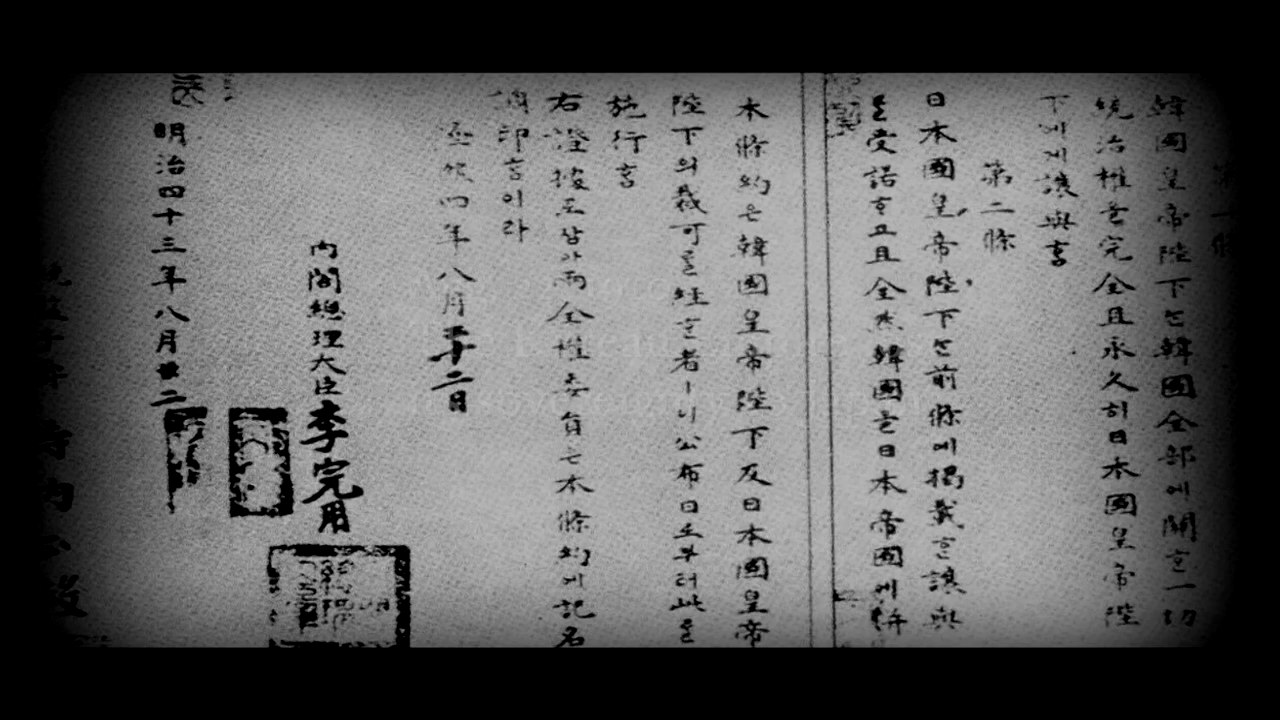 第一條
韓國皇帝陛下는韓國全部에關한一切
統治權을完全且永久히日本國皇帝陛
下에게讓與홈
第二條
日本國皇帝陛下는前條에揭載한讓與
를受諾하고且全然韓國을日本帝國에倂
本條約은韓國皇帝陛下及日本國皇帝
陛下의裁可를經한者이니公布日로부터此를
施行홈
右證據로삼아兩全權委員은本條約에記名
調印홈이라
隆熙四年八月二十二日
內閣總理大臣李完用
明治四十三年八月廿二